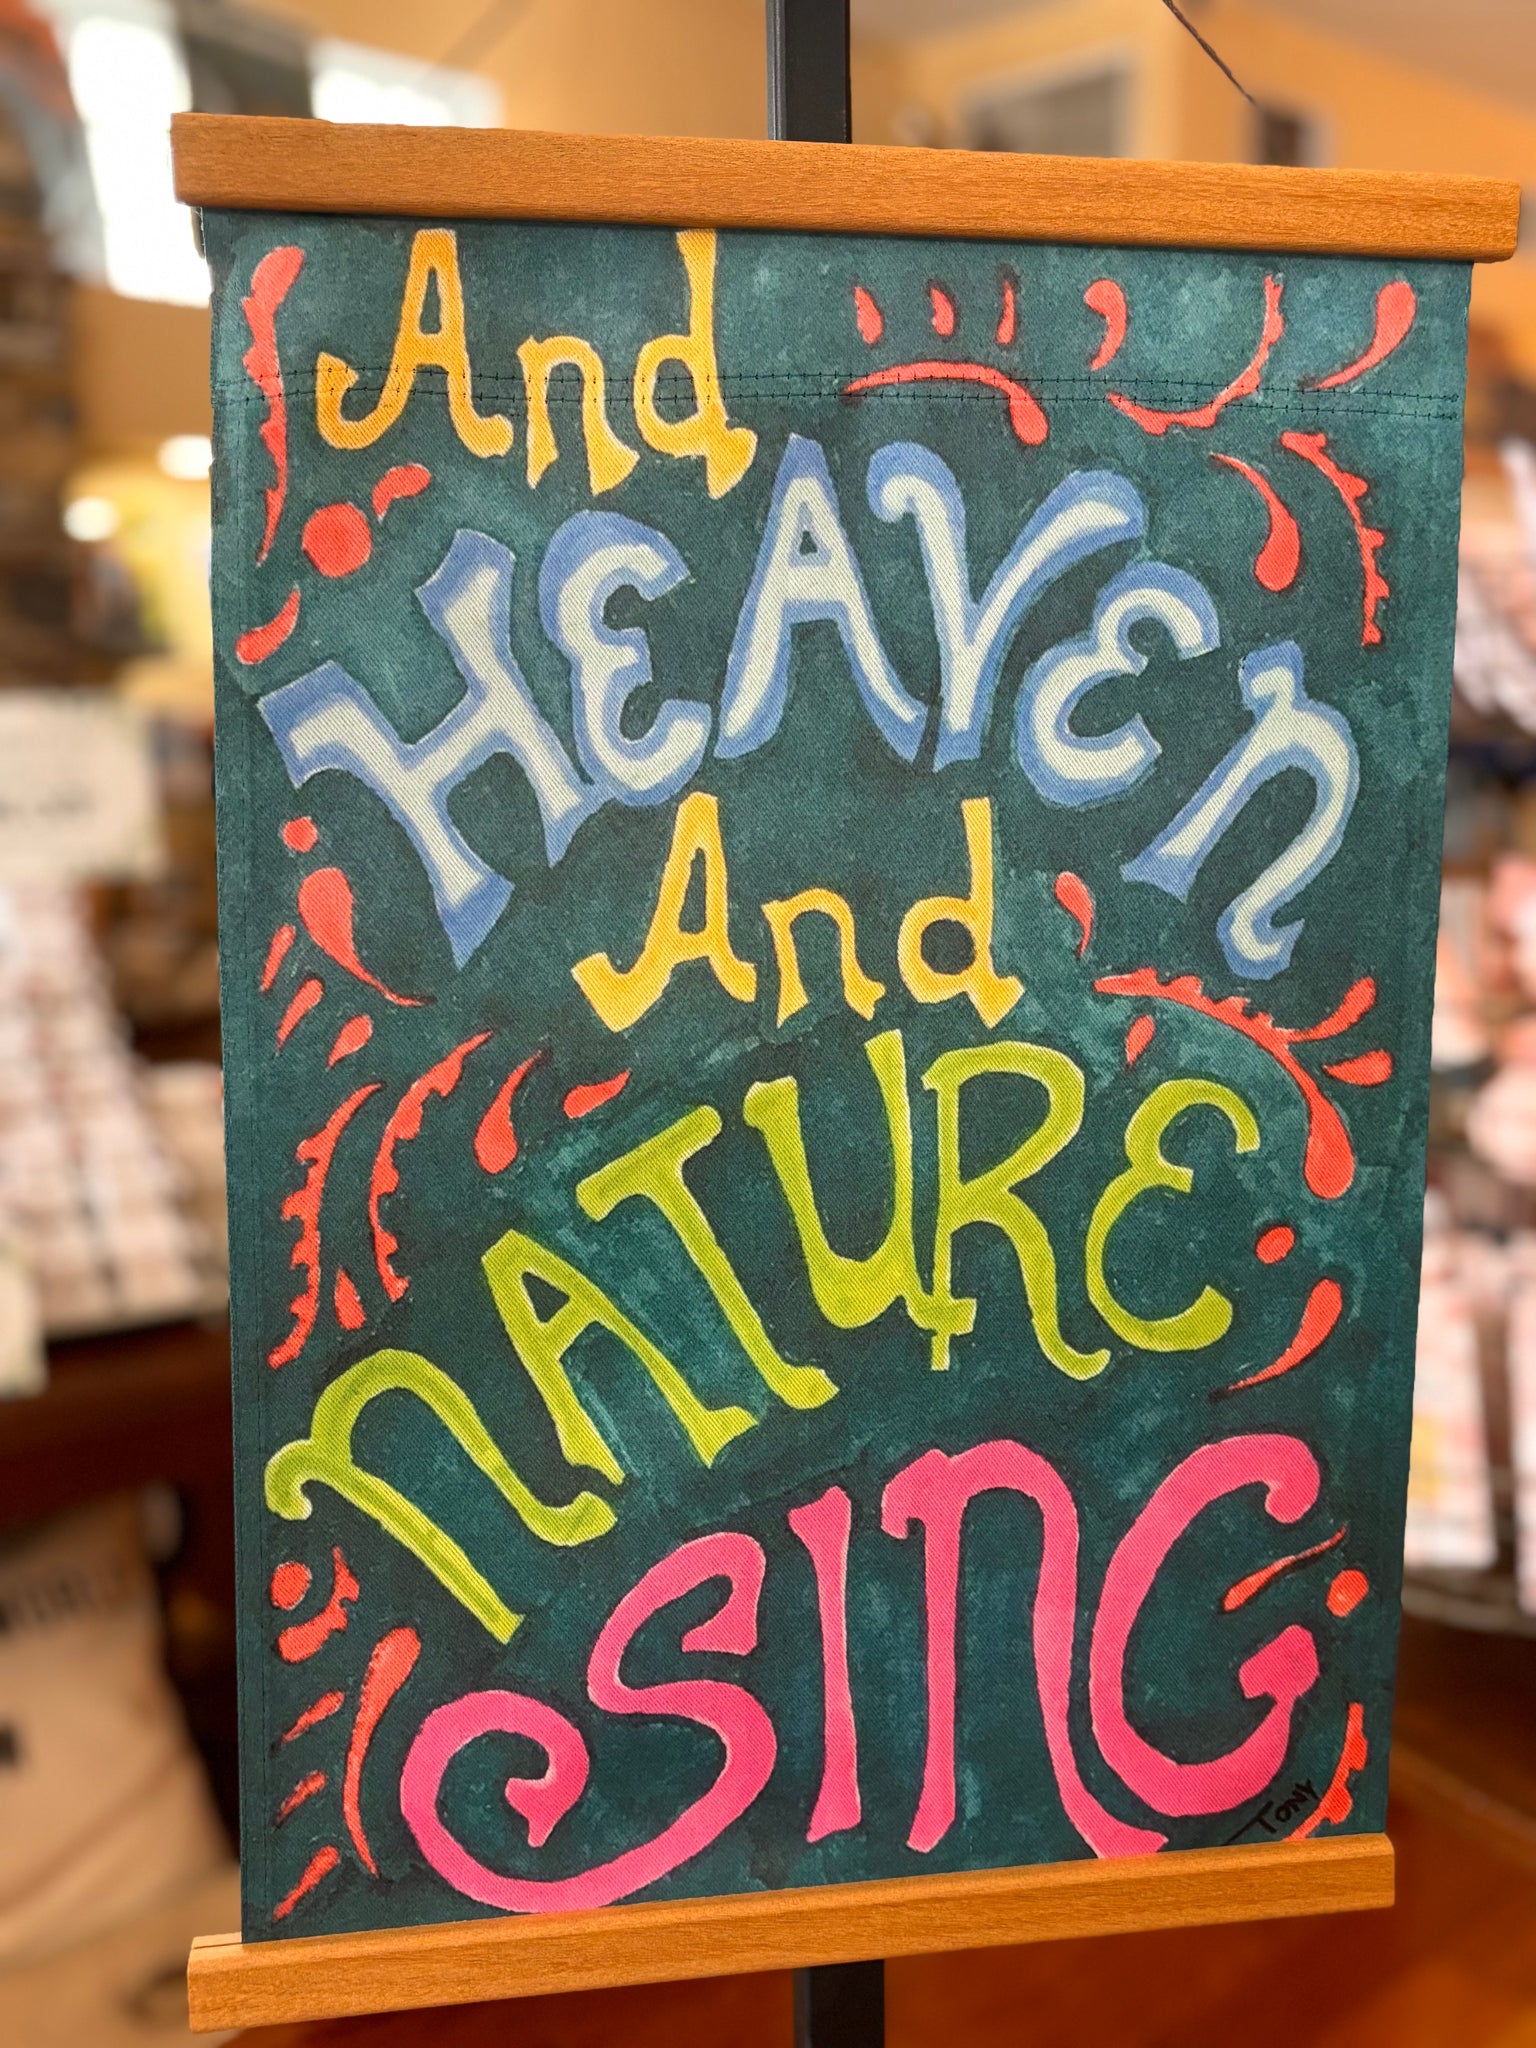 And
HEAVEn
And
nATURE
SING
TONY